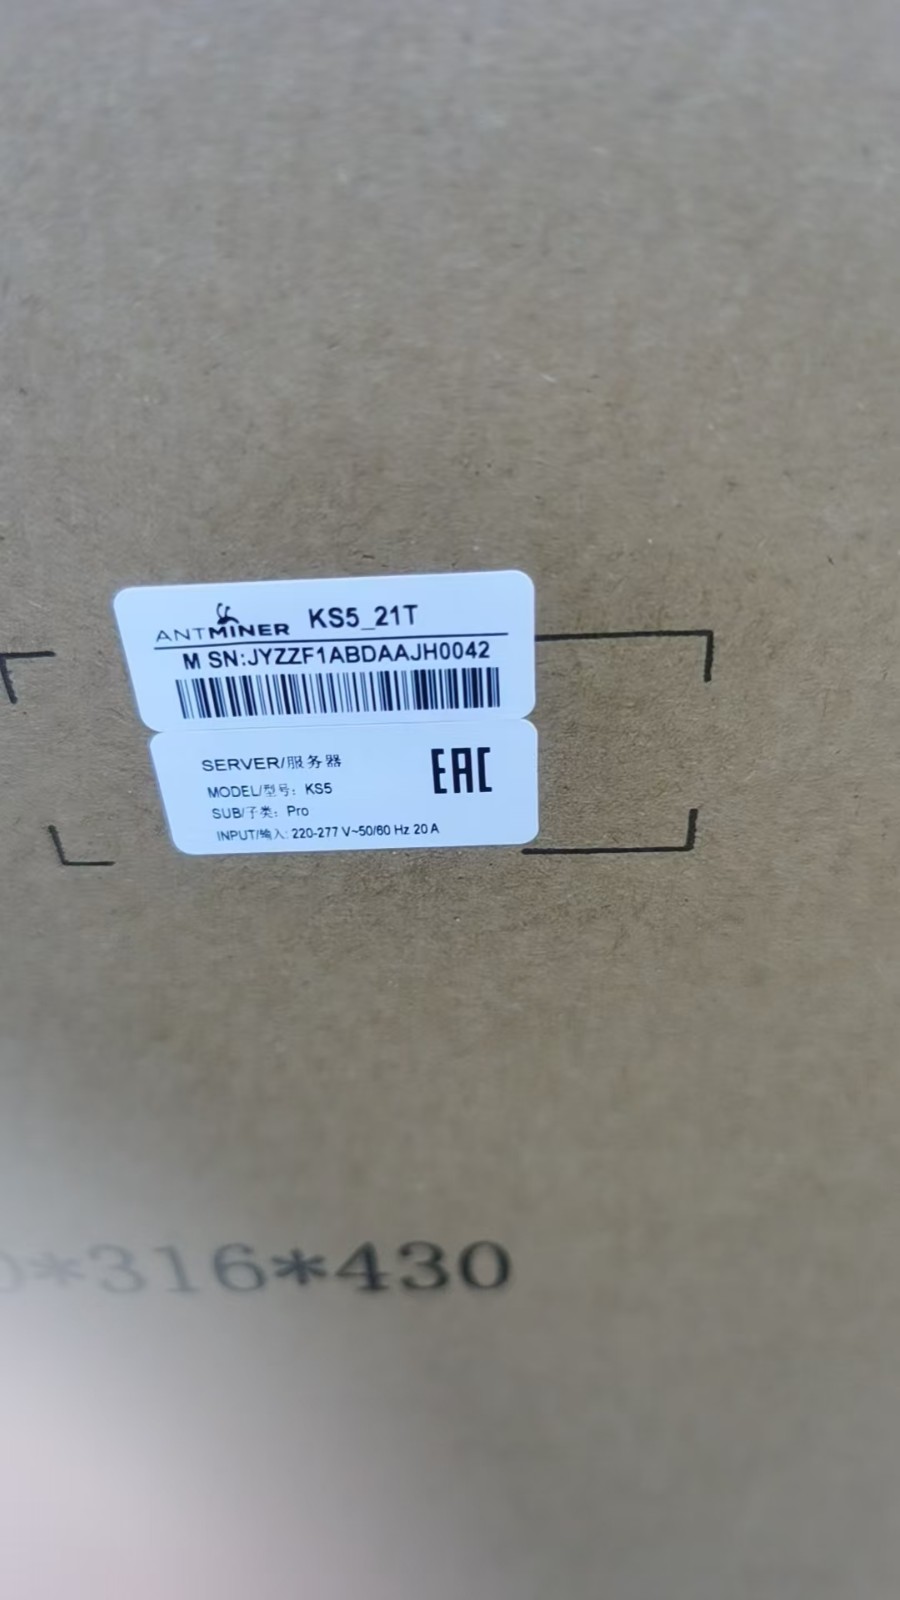 ANTMINER KS5_21T
M SN:JYZZF1ABDAAJH0042
SERVER/服务器
MODEL/型号: KS5
SUB/子类: Pro
INPUT/输入: 220-277 V~50/60 Hz 20 A
EAC
*316*430